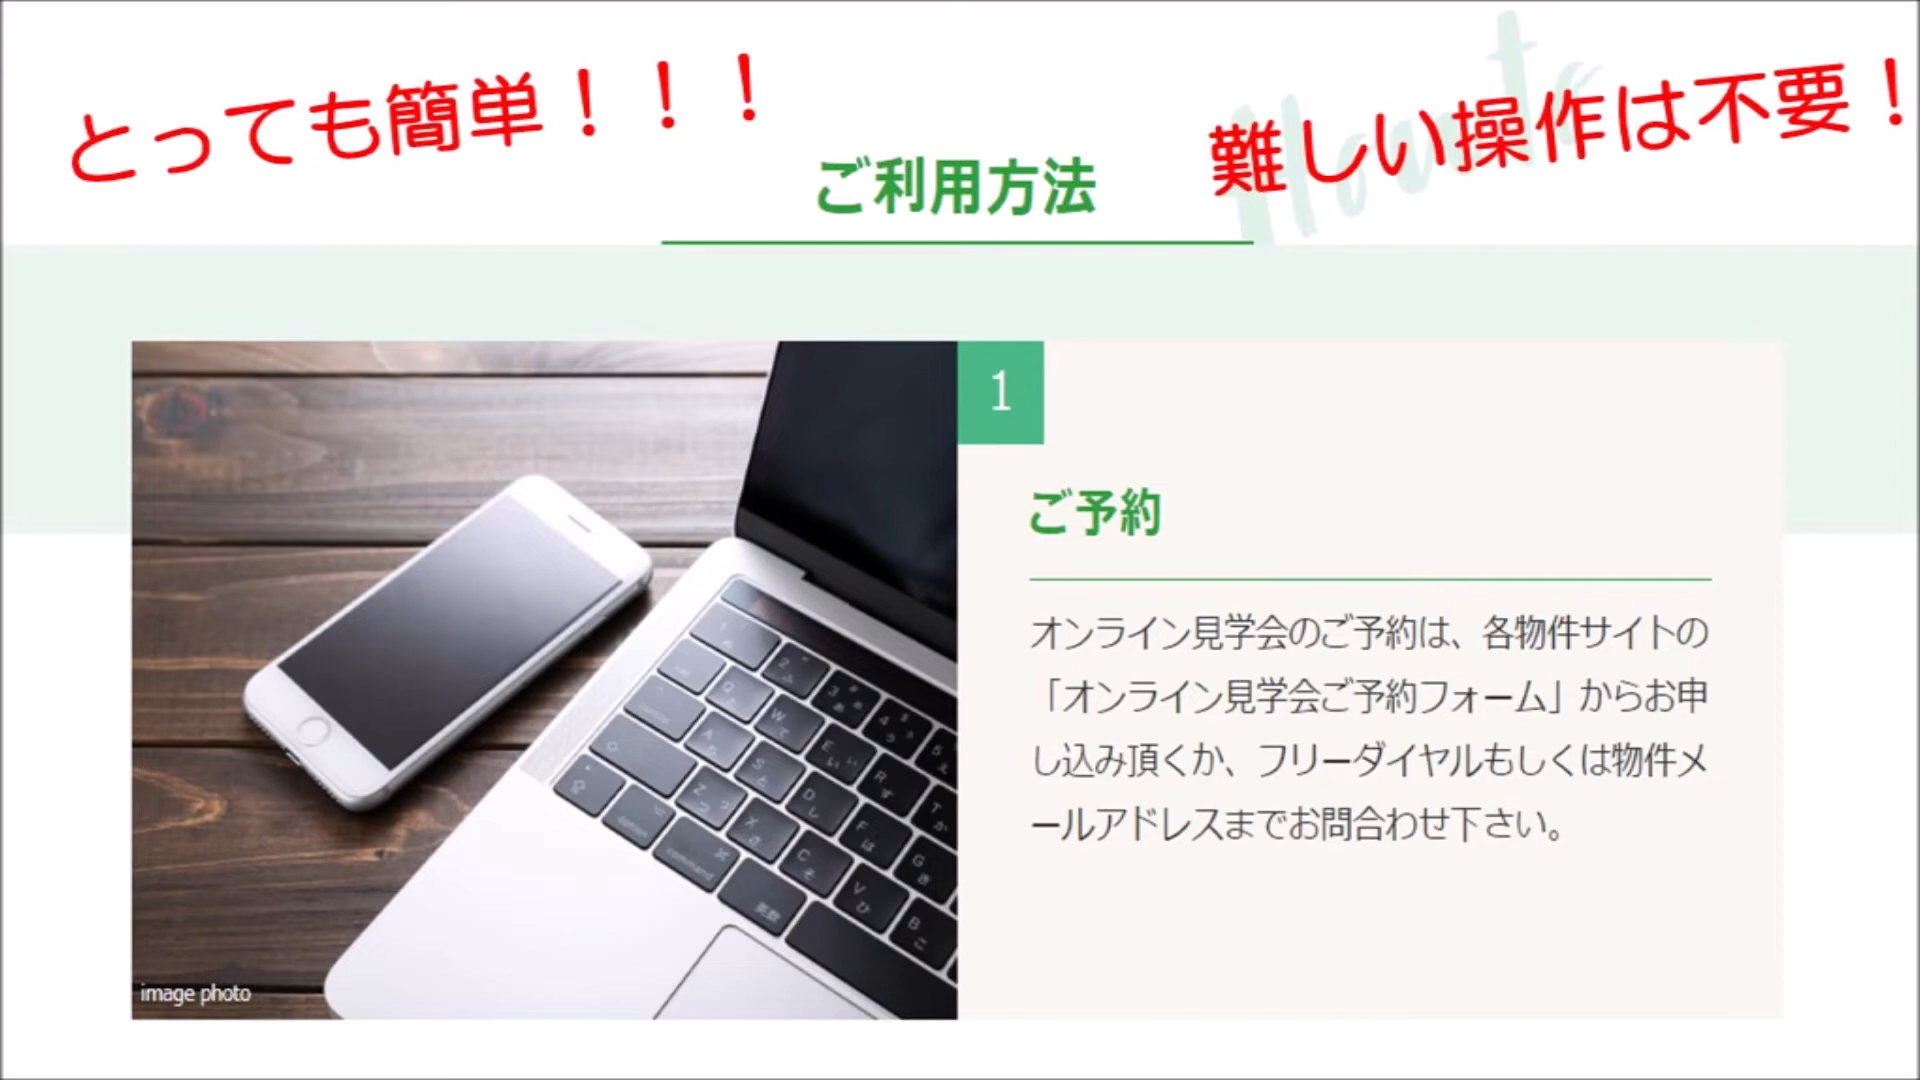 とっても簡単！！！
難しい操作は不要！
How to
ご利用方法
1
ご予約
オンライン見学会のご予約は、各物件サイトの
「オンライン見学会ご予約フォーム」からお申
し込み頂くか、フリーダイヤルもしくは物件メ
ールアドレスまでお問合わせ下さい。
image photo